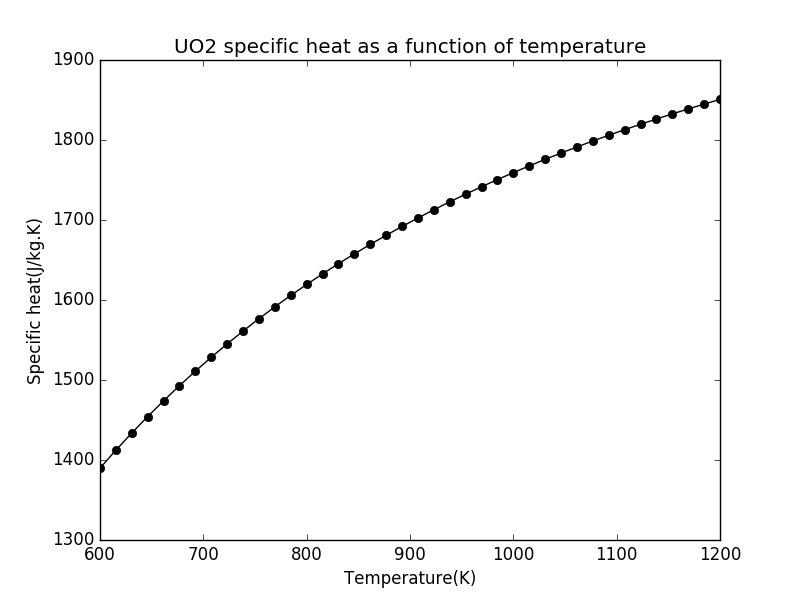 UO2 specific heat as a function of temperature
1900
1800
1700
1600
1500
1400
1300
Specific heat(J/kg.K)
600 700 800 900 1000 1100 1200
Temperature(K)